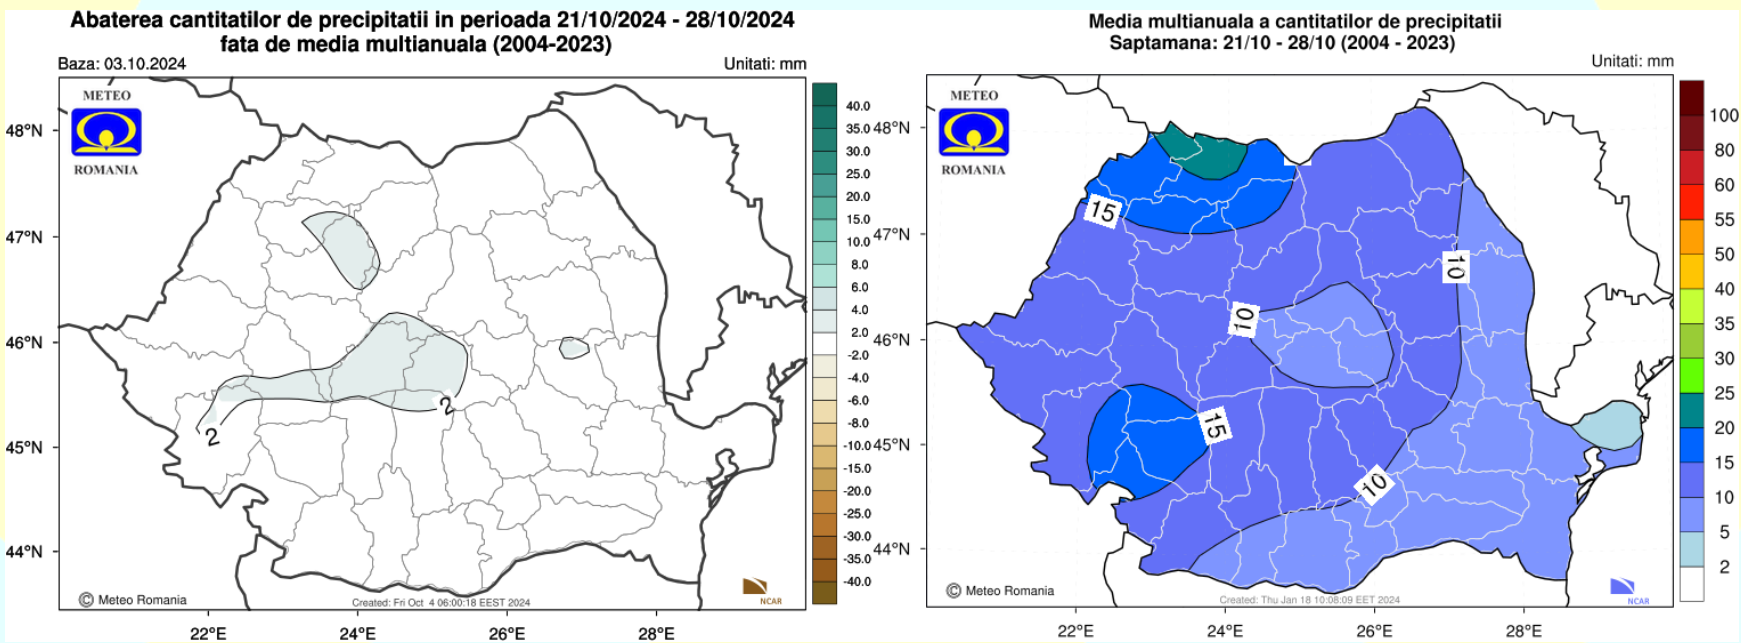 Abaterea cantitatilor de precipitatii in perioada 21/10/2024 - 28/10/2024
fata de media multianuala (2004-2023)
Baza: 03.10.2024
Unitati: mm
METEO
ROMANIA
48°N
47°N
46°N
45°N
44°N
2
2
© Meteo Romania
Created: Fri Oct 4 06:00:18 EEST 2024
NCAR
22°E
24°E
26°E
28°E
40.0
35.0
30.0
25.0
20.0
15.0
10.0
8.0
6.0
4.0
2.0
-2.0
-4.0
-6.0
-8.0
-10.0
-15.0
-20.0
-25.0
-30.0
-35.0
-40.0
Media multianuala a cantitatilor de precipitatii
Saptamana: 21/10 - 28/10 (2004 - 2023)
Unitati: mm
METEO
ROMANIA
48°N
47°N
46°N
45°N
44°N
15
10
10
15
10
© Meteo Romania
Created: Thu Jan 18 10:08:09 EET 2024
NCAR
22°E
24°E
26°E
28°E
100
80
60
55
50
40
35
30
25
20
15
10
5
2